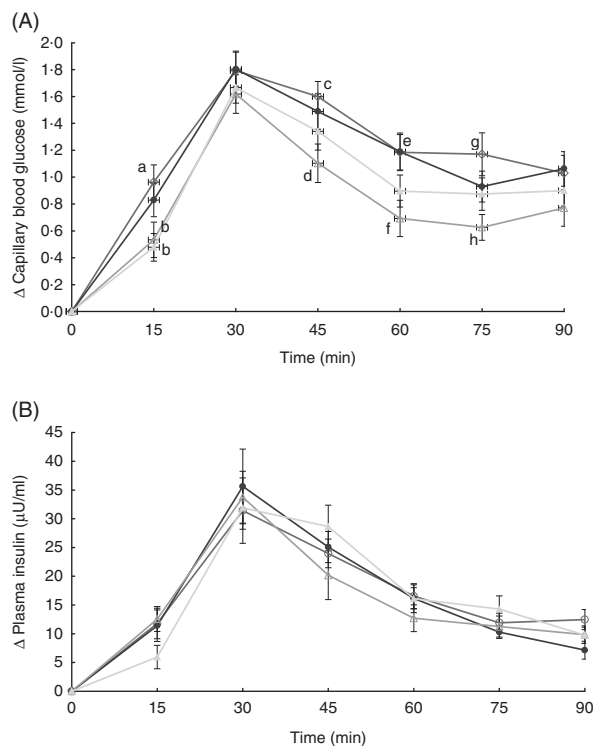 (A)
Δ Capillary blood glucose (mmol/l)
2·0
1·8
1·6
1·4
1·2
1·0
0·8
0·6
0·4
0·2
0·0
a
b
b
c
d
e
f
g
h
0 15 30 45 60 75 90
Time (min)
(B)
Δ Plasma insulin (μU/ml)
45
40
35
30
25
20
15
10
5
0
0 15 30 45 60 75 90
Time (min)